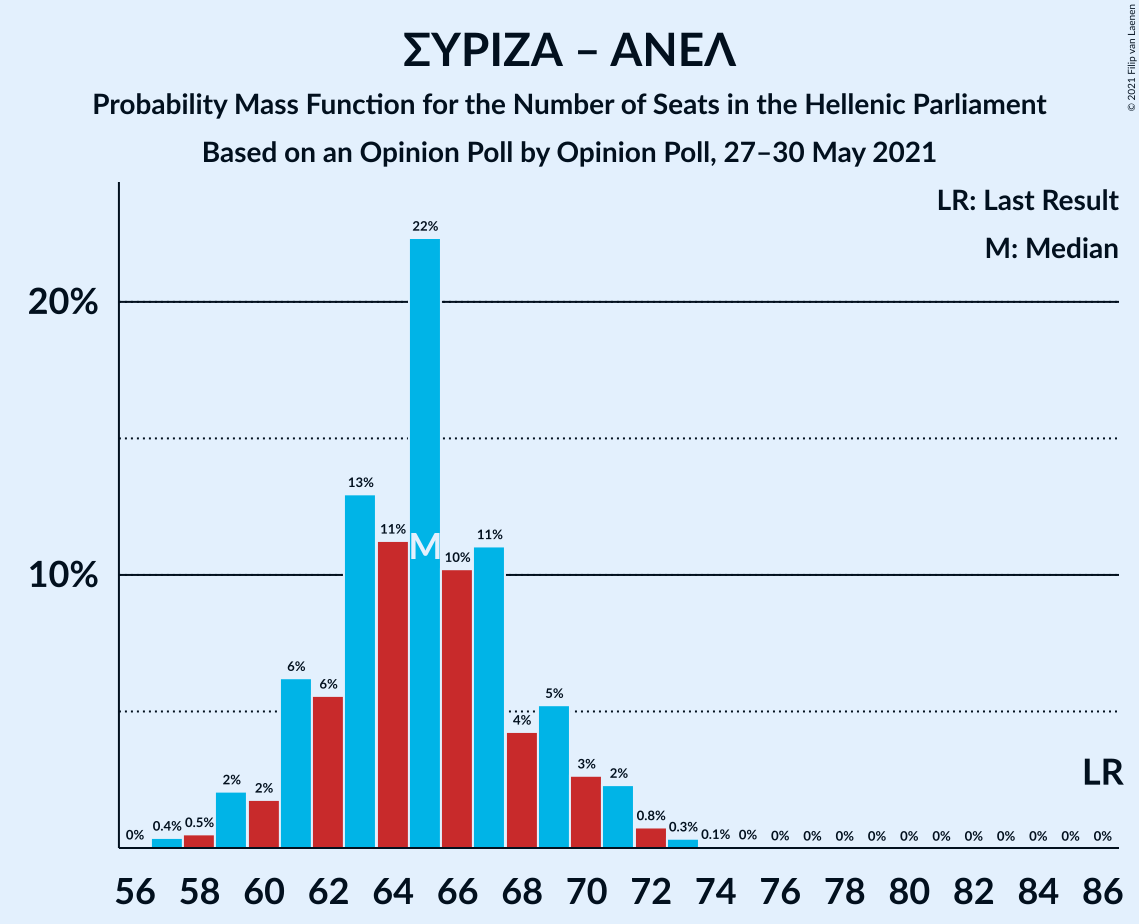 ΣΥΡΙΖΑ – ΑΝΕΛ
Probability Mass Function for the Number of Seats in the Hellenic Parliament
Based on an Opinion Poll by Opinion Poll, 27–30 May 2021
© 2021 Filip van Laenen
LR: Last Result
M: Median
20%
10%
0% 0.4% 0.5% 2% 2% 6% 6% 13% 11% 22% 10% 11% 4% 5% 3% 2% 0.8% 0.3% 0.1% 0% 0% 0% 0% 0% 0% 0% 0% 0% 0% 0% 0%
M
LR
56 58 60 62 64 66 68 70 72 74 76 78 80 82 84 86